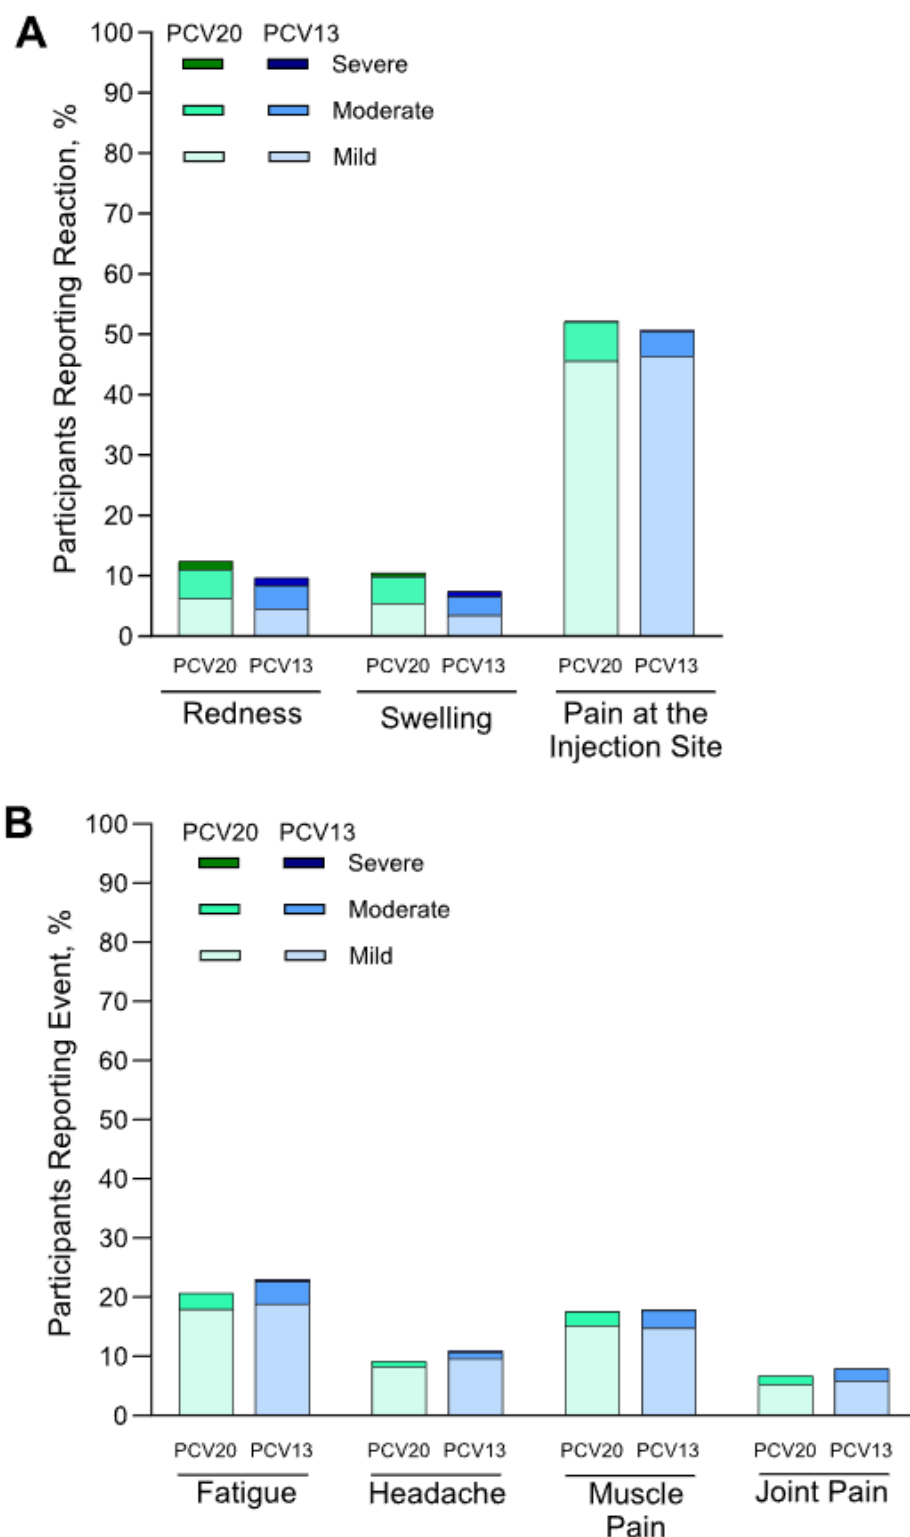 A
PCV20 PCV13
Severe
Moderate
Mild
Participants Reporting Reaction, %
100
90
80
70
60
50
40
30
20
10
0
PCV20 PCV13 PCV20 PCV13 PCV20 PCV13
Redness Swelling Pain at the
Injection Site
B
PCV20 PCV13
Severe
Moderate
Mild
Participants Reporting Event, %
100
90
80
70
60
50
40
30
20
10
0
PCV20 PCV13 PCV20 PCV13 PCV20 PCV13 PCV20 PCV13
Fatigue Headache Muscle Joint Pain
Pain